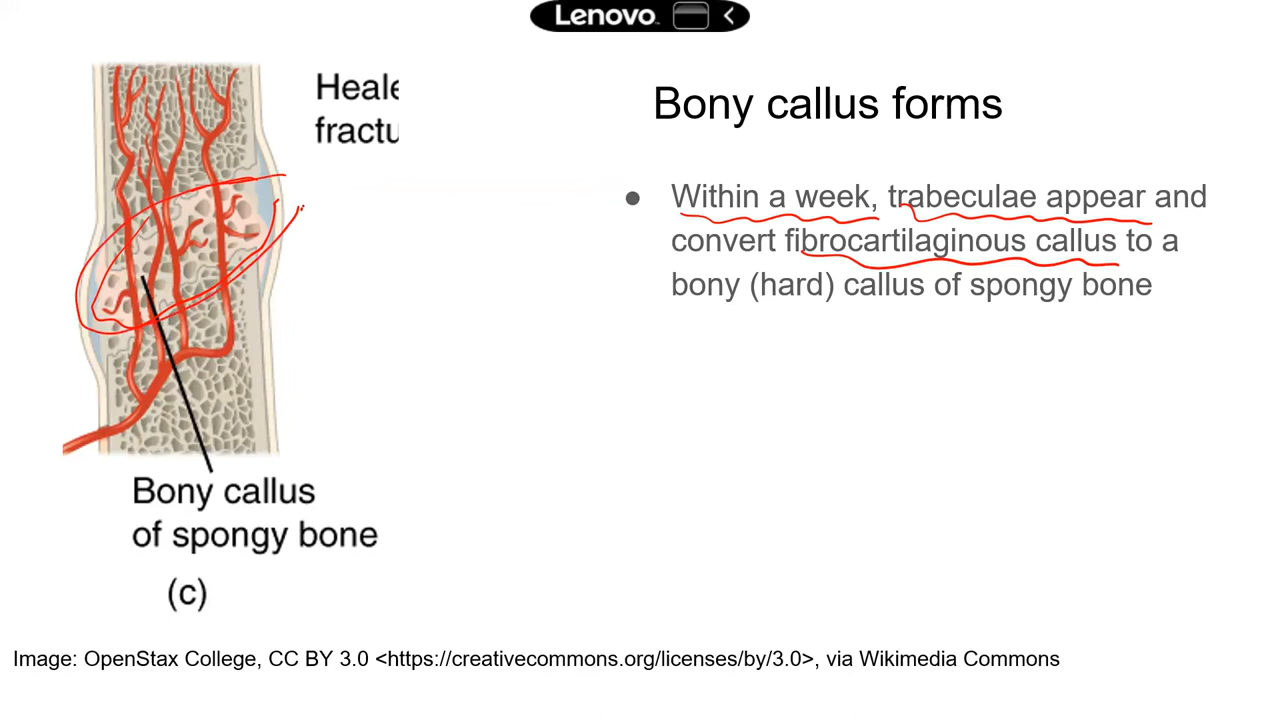 Lenovo
Heale
fractu
Bony callus forms
● Within a week, trabeculae appear and
convert fibrocartilaginous callus to a
bony (hard) callus of spongy bone
Bony callus
of spongy bone
(c)
Image: OpenStax College, CC BY 3.0 <https://creativecommons.org/licenses/by/3.0>, via Wikimedia Commons